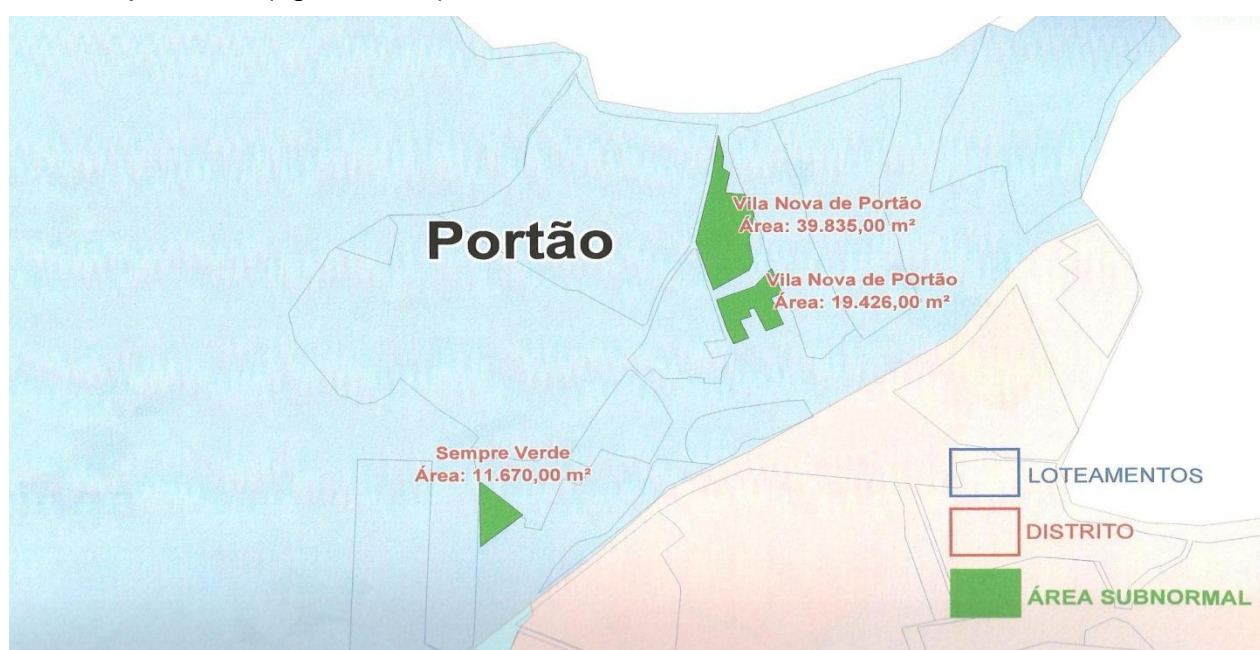 Portão
Vila Nova de Portão
Área: 39.835,00 m²
Vila Nova de POrtão
Área: 19.426,00 m²
Sempre Verde
Área: 11.670,00 m²
LOTEAMENTOS
DISTRITO
ÁREA SUBNORMAL